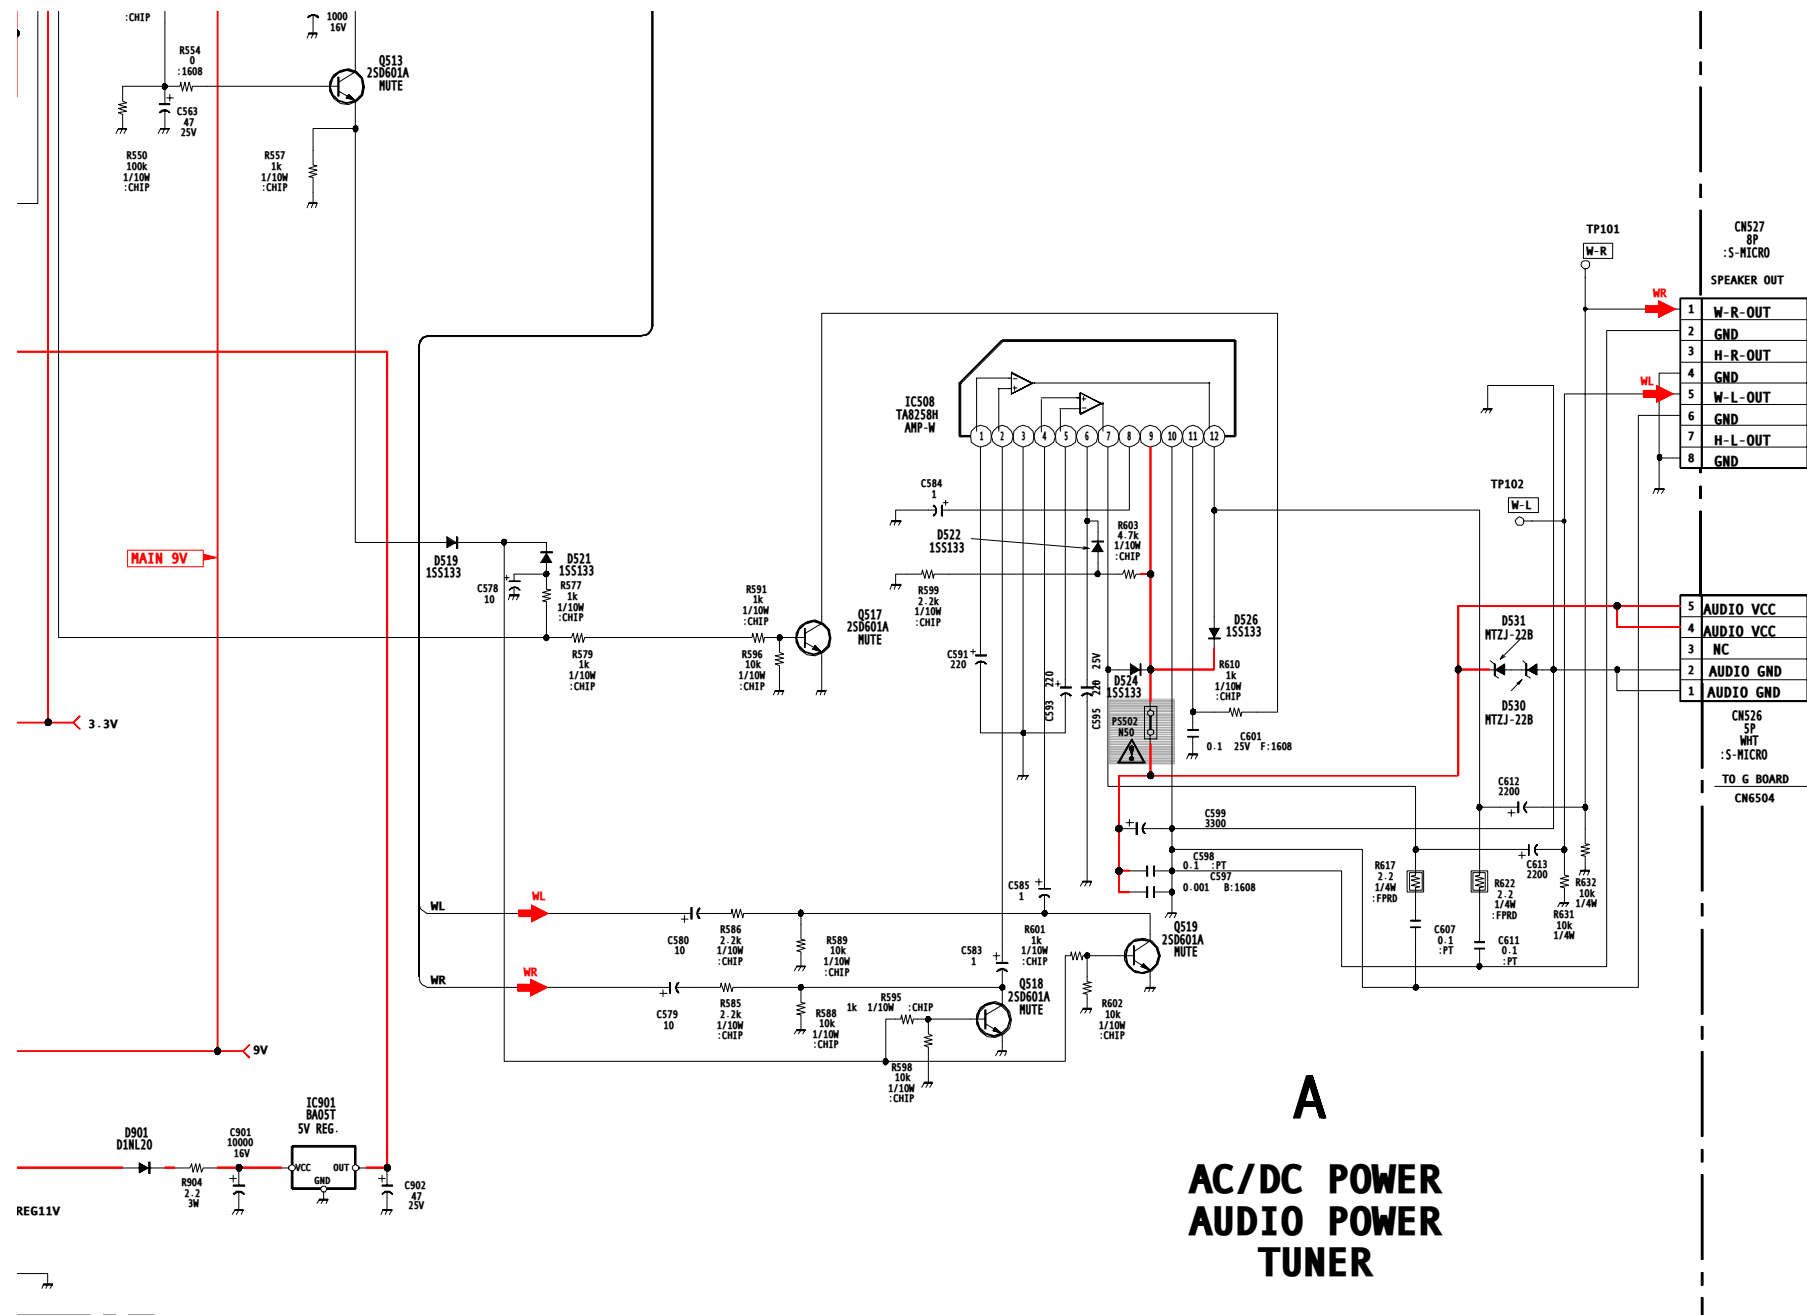 :CHIP
1000
16V
R554
0
:1608
Q513
2SD601A
MUTE
+
C563
47
25V
R550
100k
1/10W
:CHIP
R557
1k
1/10W
:CHIP
TP101
W-R
CN527
8P
:S-MICRO
SPEAKER OUT
WR
1 W-R-OUT
2 GND
3 H-R-OUT
4 GND
WL
5 W-L-OUT
6 GND
7 H-L-OUT
8 GND
IC508
TA8258H
AMP-W
1 2 3 4 5 6 7 8 9 10 11 12
TP102
W-L
C584
1
+
D522
1SS133
R603
4.7k
1/10W
:CHIP
MAIN 9V
D519
1SS133
D521
1SS133
C578
10
+
R577
1k
1/10W
:CHIP
R591
1k
1/10W
:CHIP
Q517
2SD601A
MUTE
R599
2.2k
1/10W
:CHIP
R579
1k
1/10W
:CHIP
R596
10k
1/10W
:CHIP
D526
1SS133
C591
220
+
C593 220
+
C595 220 25V
+
D524
1SS133
R610
1k
1/10W
:CHIP
PS502
N50
C601
0.1 25V F:1608
5 AUDIO VCC
4 AUDIO VCC
3 NC
2 AUDIO GND
1 AUDIO GND
D531
MTZJ-22B
D530
MTZJ-22B
CN526
5P
WHT
:S-MICRO
TO G BOARD
CN6504
3.3V
C612
2200
+
C599
3300
+
C598
0.1 :PT
C597
0.001 B:1608
R617
2.2
1/4W
:FPRD
R622
2.2
1/4W
:FPRD
+
C613
2200
R632
10k
1/4W
R631
10k
1/4W
C607
0.1
:PT
C611
0.1
:PT
C585
1
+
WL
WL
+
C580
10
R586
2.2k
1/10W
:CHIP
R589
10k
1/10W
:CHIP
C583
1
+
R601
1k
1/10W
:CHIP
Q519
2SD601A
MUTE
WR
WR
+
C579
10
R585
2.2k
1/10W
:CHIP
R588
10k
1/10W
:CHIP
R595
1k 1/10W :CHIP
Q518
2SD601A
MUTE
R602
10k
1/10W
:CHIP
R598
10k
1/10W
:CHIP
9V
IC901
BA05T
5V REG.
VCC OUT
GND
D901
D1NL20
R904
2.2
3W
C901
10000
16V
+
C902
47
25V
+
REG11V
A
AC/DC POWER
AUDIO POWER
TUNER